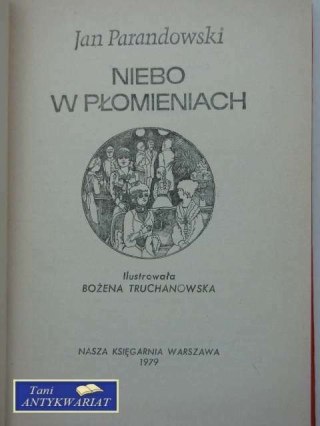 Jan Parandowski
NIEBO
W PŁOMIENIACH
Ilustrowała
BOŻENA TRUCHANOWSKA
NASZA KSIĘGARNIA WARSZAWA
1979
Tani
ANTYKWARIAT